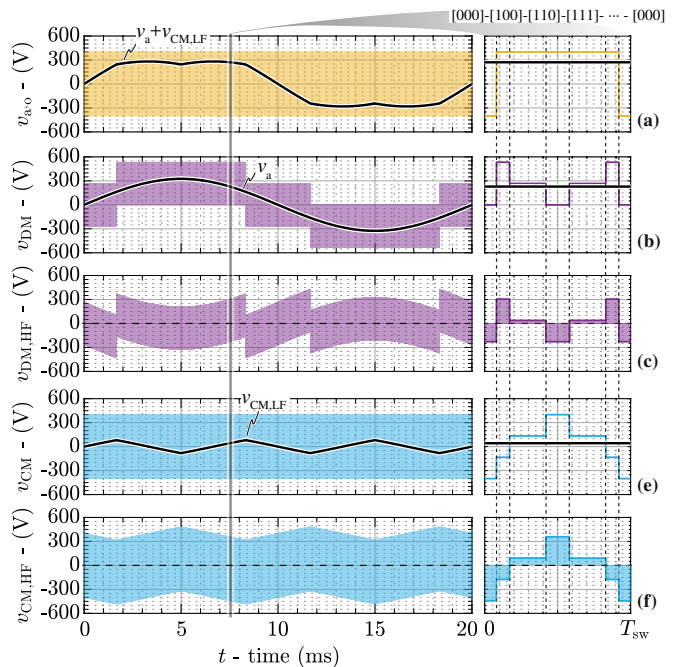 [000]-[100]-[110]-[111]- ··· - [000]
v_a·o - (V)
600
300
0
-300
-600
v_a+v_CM,LF
(a)
v_DM - (V)
600
300
0
-300
-600
v_a
(b)
v_DM,HF - (V)
600
300
0
-300
-600
(c)
v_CM - (V)
600
300
0
-300
-600
v_CM,LF
(e)
v_CM,HF - (V)
600
300
0
-300
-600
(f)
0 5 10 15 20
0 T_sw
t - time (ms)